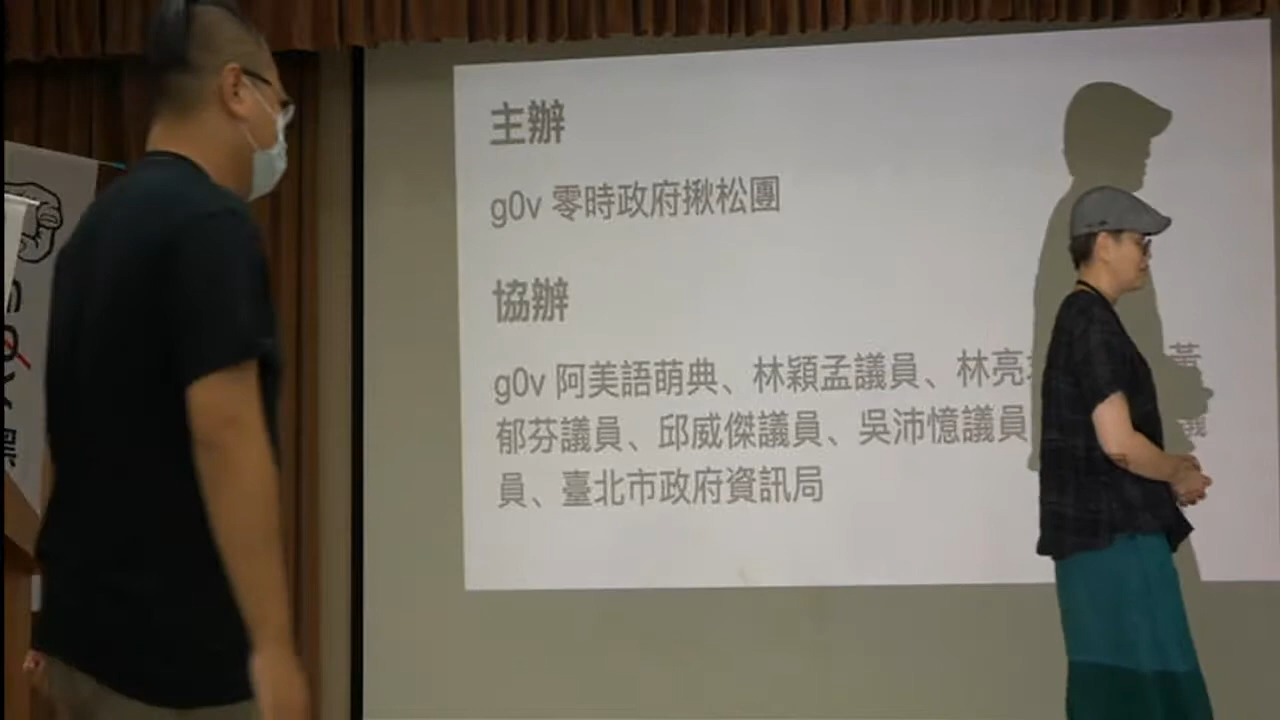 主辦
g0v 零時政府揪松團
協辦
g0v 阿美語萌典、林穎孟議員、林亮 黃
郁芬議員、邱威傑議員、吳沛憶議員
員、臺北市政府資訊局